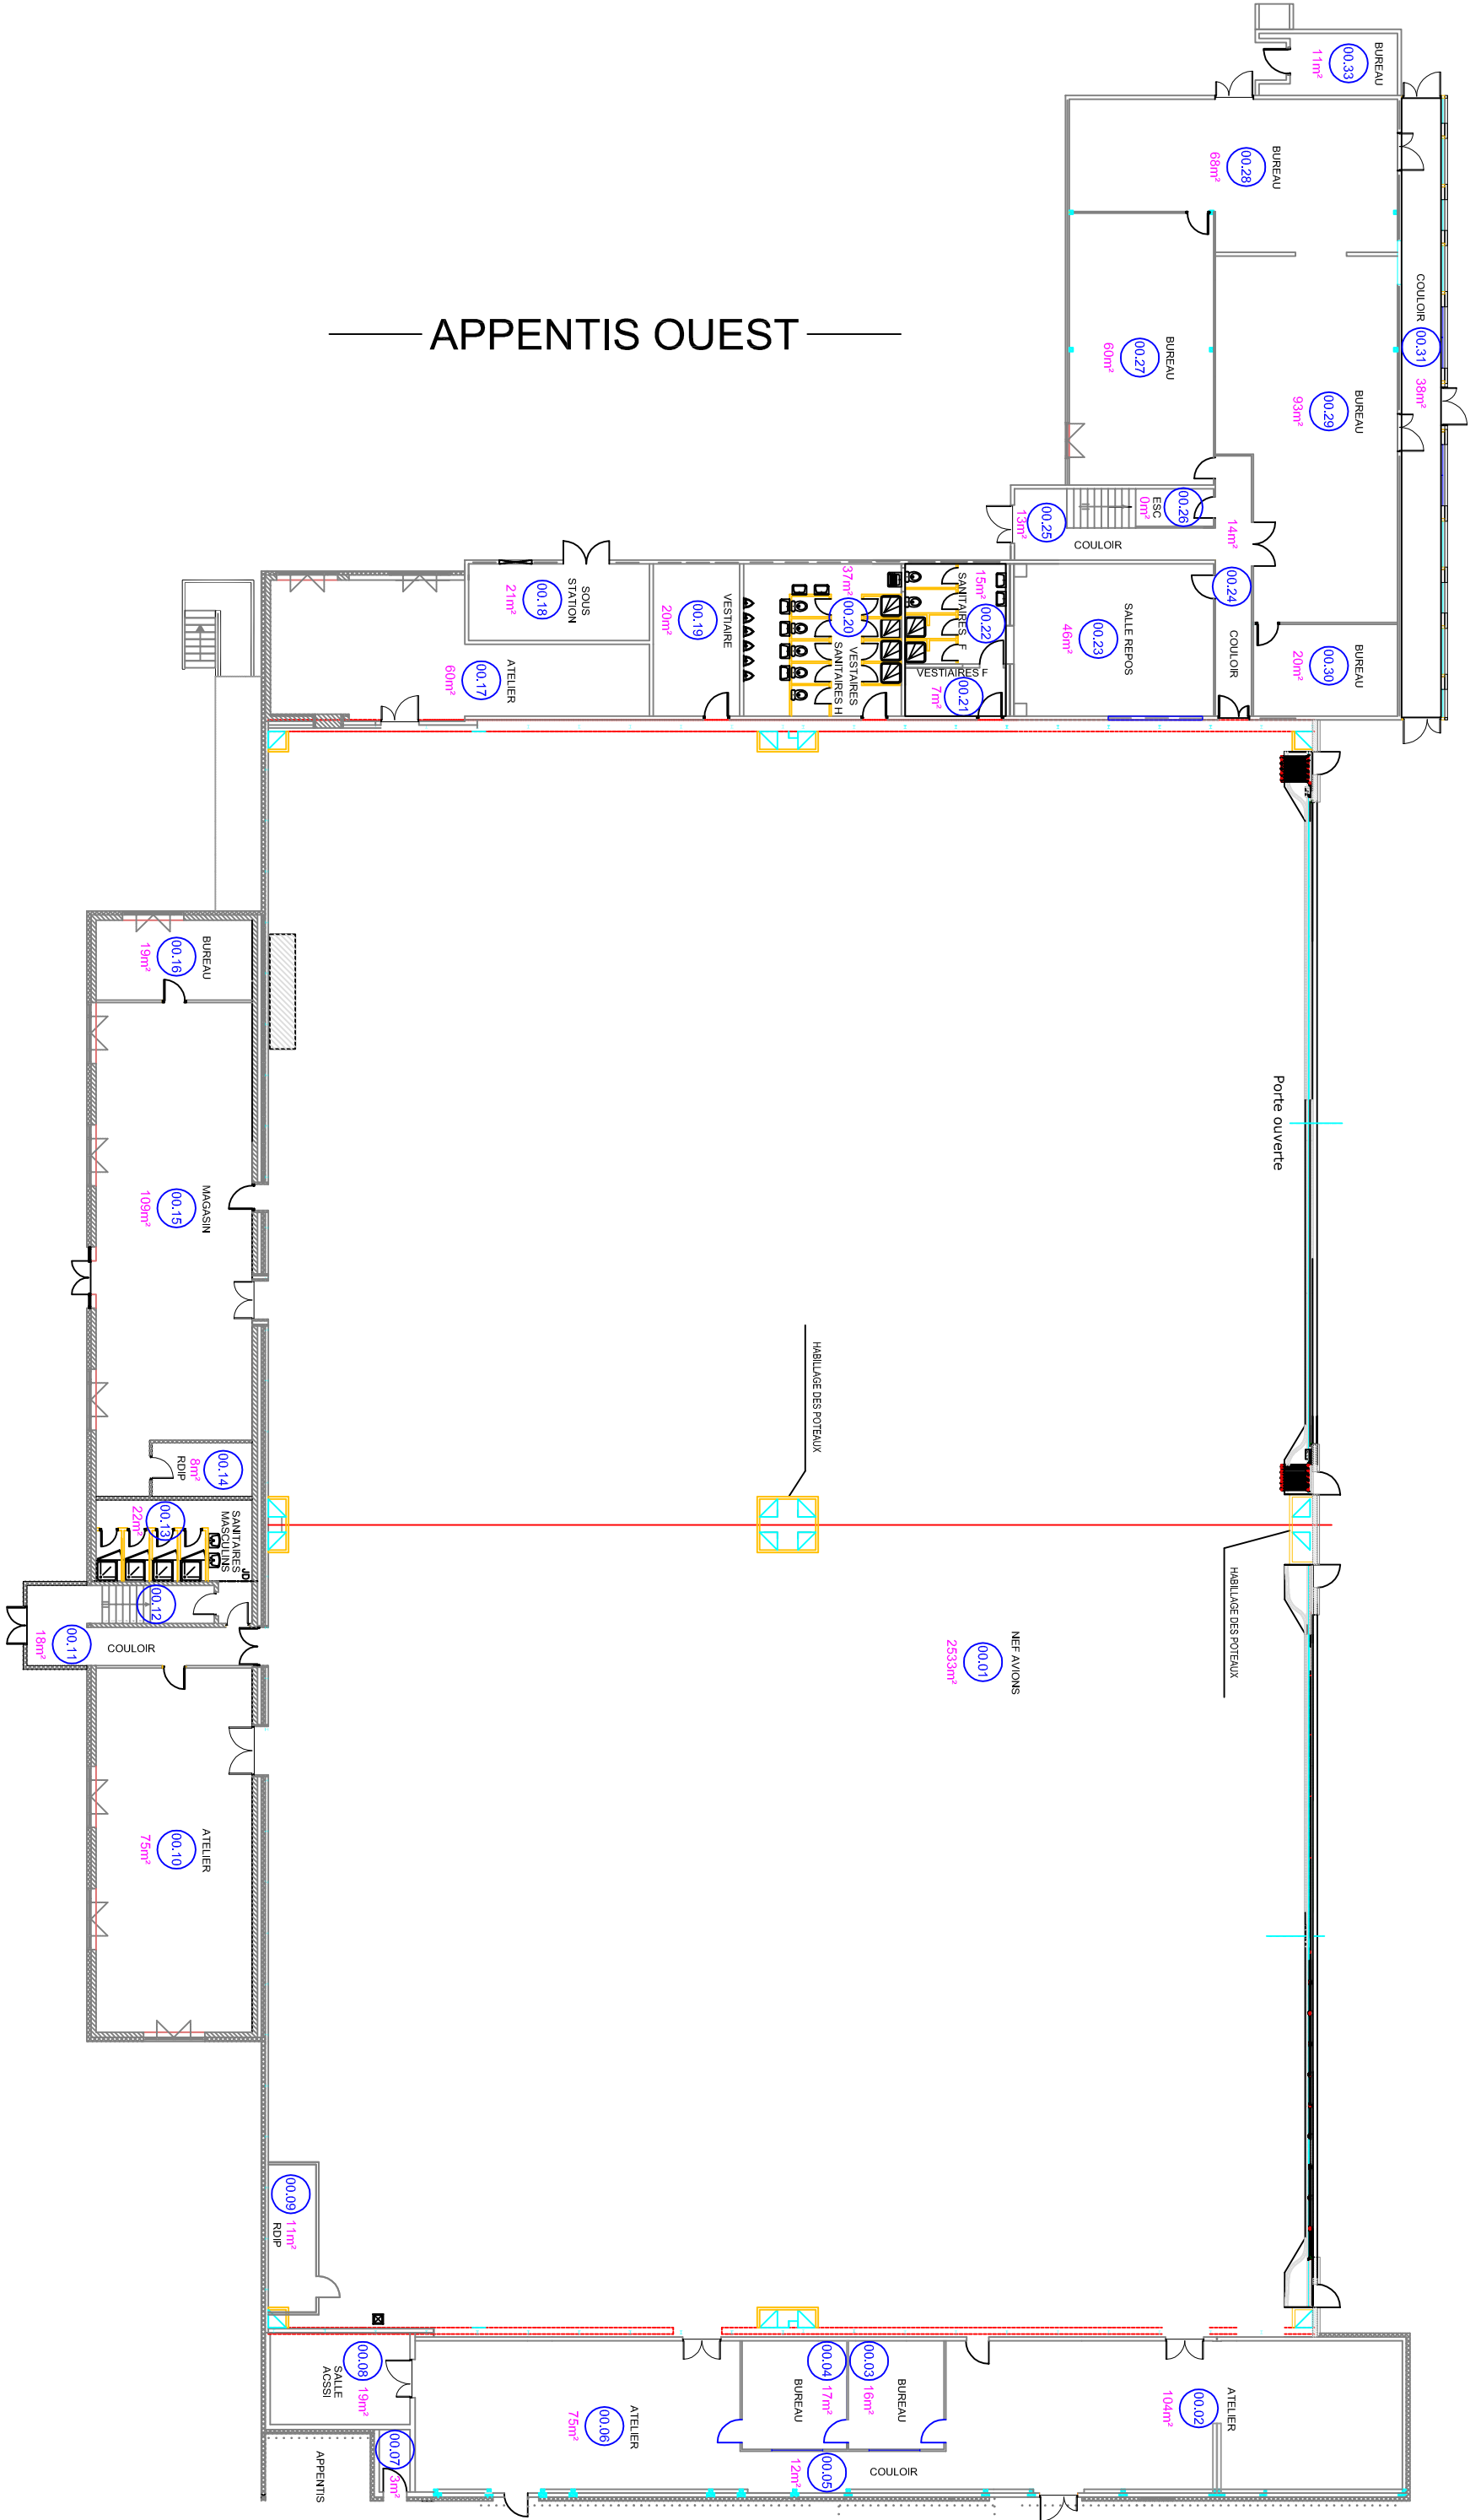 BUREAU
00.33
11m²
BUREAU
00.28
68m²
COULOIR
00.31
38m²
APPENTIS OUEST
BUREAU
00.27
60m²
BUREAU
00.29
93m²
00.26
ESC
0m²
00.25
13m²
COULOIR
14m²
00.24
COULOIR
BUREAU
00.30
20m²
SALLE REPOS
00.23
46m²
SANITAIRES F
00.22
15m²
VESTIAIRES F
00.21
7m²
37m²
00.20
VESTAIRES
SANITAIRES H
VESTIAIRE
00.19
20m²
SOUS
STATION
00.18
21m²
ATELIER
00.17
60m²
BUREAU
00.16
19m²
Porte ouverte
MAGASIN
00.15
109m²
HABILLAGE DES POTEAUX
00.14
RDIP
8m²
SANITAIRES
MASCULINS
00.13
22m²
JD
00.12
HABILLAGE DES POTEAUX
00.11
18m²
COULOIR
NEF AVIONS
00.01
2533m²
ATELIER
00.10
75m²
00.09
11m²
RDIP
00.08
19m²
SALLE
ACSSI
00.04
17m²
BUREAU
00.03
16m²
BUREAU
ATELIER
00.02
104m²
ATELIER
00.06
75m²
00.07
3m²
00.05
12m²
COULOIR
APPENTIS